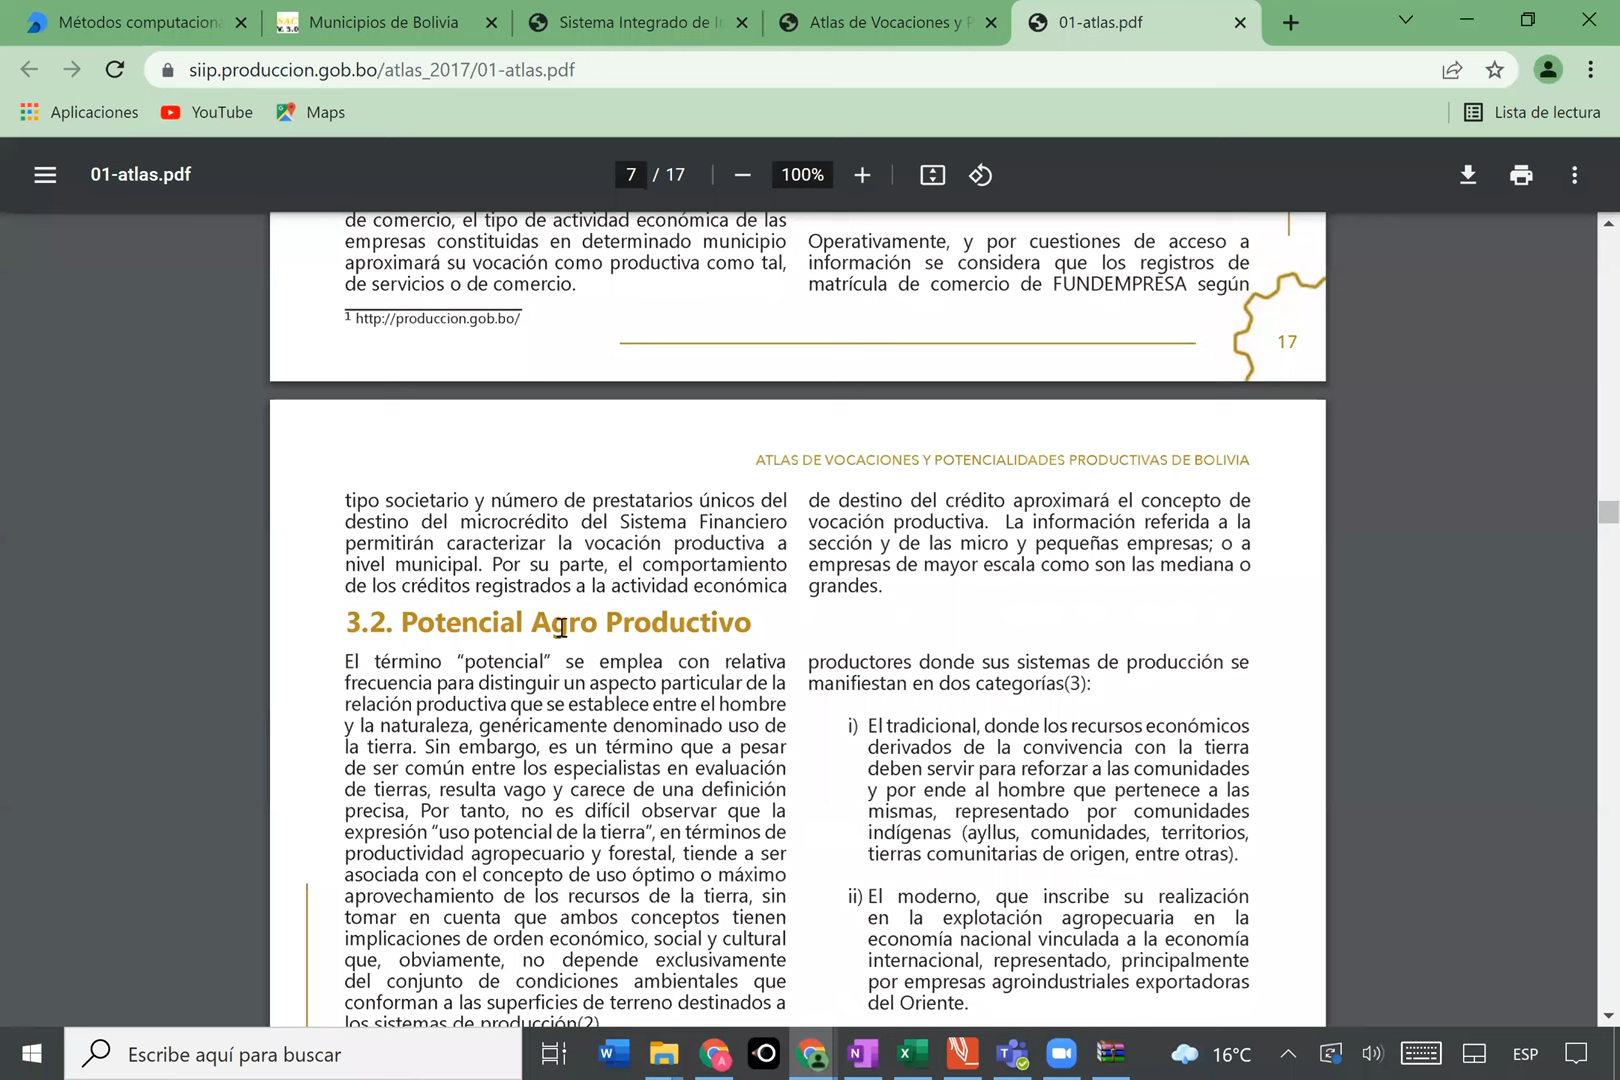 Métodos computaciona
SAC
V. 5.0
Municipios de Bolivia
Sistema Integrado de In
Atlas de Vocaciones y P
01-atlas.pdf
siip.produccion.gob.bo/atlas_2017/01-atlas.pdf
Aplicaciones
YouTube
Maps
Lista de lectura
01-atlas.pdf
7 / 17
100%
de comercio, el tipo de actividad económica de las
empresas constituidas en determinado municipio
aproximará su vocación como productiva como tal,
de servicios o de comercio.
1 http://produccion.gob.bo/
Operativamente, y por cuestiones de acceso a
información se considera que los registros de
matrícula de comercio de FUNDEMPRESA según
17
ATLAS DE VOCACIONES Y POTENCIALIDADES PRODUCTIVAS DE BOLIVIA
tipo societario y número de prestatarios únicos del
destino del microcrédito del Sistema Financiero
permitirán caracterizar la vocación productiva a
nivel municipal. Por su parte, el comportamiento
de los créditos registrados a la actividad económica
de destino del crédito aproximará el concepto de
vocación productiva. La información referida a la
sección y de las micro y pequeñas empresas; o a
empresas de mayor escala como son las mediana o
grandes.
3.2. Potencial Agro Productivo
El término “potencial” se emplea con relativa
frecuencia para distinguir un aspecto particular de la
relación productiva que se establece entre el hombre
y la naturaleza, genéricamente denominado uso de
la tierra. Sin embargo, es un término que a pesar
de ser común entre los especialistas en evaluación
de tierras, resulta vago y carece de una definición
precisa, Por tanto, no es difícil observar que la
expresión “uso potencial de la tierra”, en términos de
productividad agropecuario y forestal, tiende a ser
asociada con el concepto de uso óptimo o máximo
aprovechamiento de los recursos de la tierra, sin
tomar en cuenta que ambos conceptos tienen
implicaciones de orden económico, social y cultural
que, obviamente, no depende exclusivamente
del conjunto de condiciones ambientales que
conforman a las superficies de terreno destinados a
los sistemas de producción(2)
productores donde sus sistemas de producción se
manifiestan en dos categorías(3):
i) El tradicional, donde los recursos económicos
derivados de la convivencia con la tierra
deben servir para reforzar a las comunidades
y por ende al hombre que pertenece a las
mismas, representado por comunidades
indígenas (ayllus, comunidades, territorios,
tierras comunitarias de origen, entre otras).
ii) El moderno, que inscribe su realización
en la explotación agropecuaria en la
economía nacional vinculada a la economía
internacional, representado, principalmente
por empresas agroindustriales exportadoras
del Oriente.
Escribe aquí para buscar
16°C
ESP